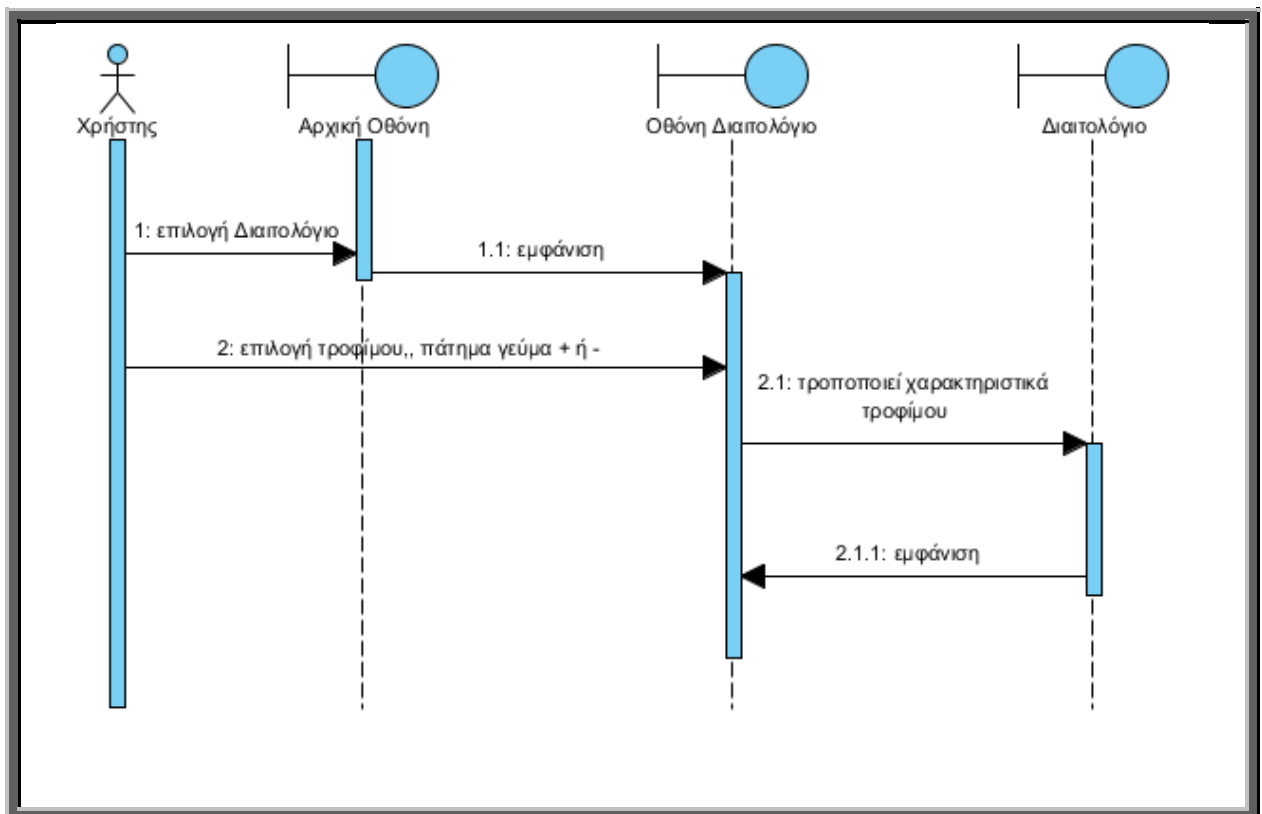 Χρήστης
Αρχική Οθόνη
Οθόνη Διαιτολόγιο
Διαιτολόγιο
1: επιλογή Διαιτολόγιο
1.1: εμφάνιση
2: επιλογή τροφίμου,, πάτημα γεύμα + ή -
2.1: τροποποιεί χαρακτηριστικά
τροφίμου
2.1.1: εμφάνιση